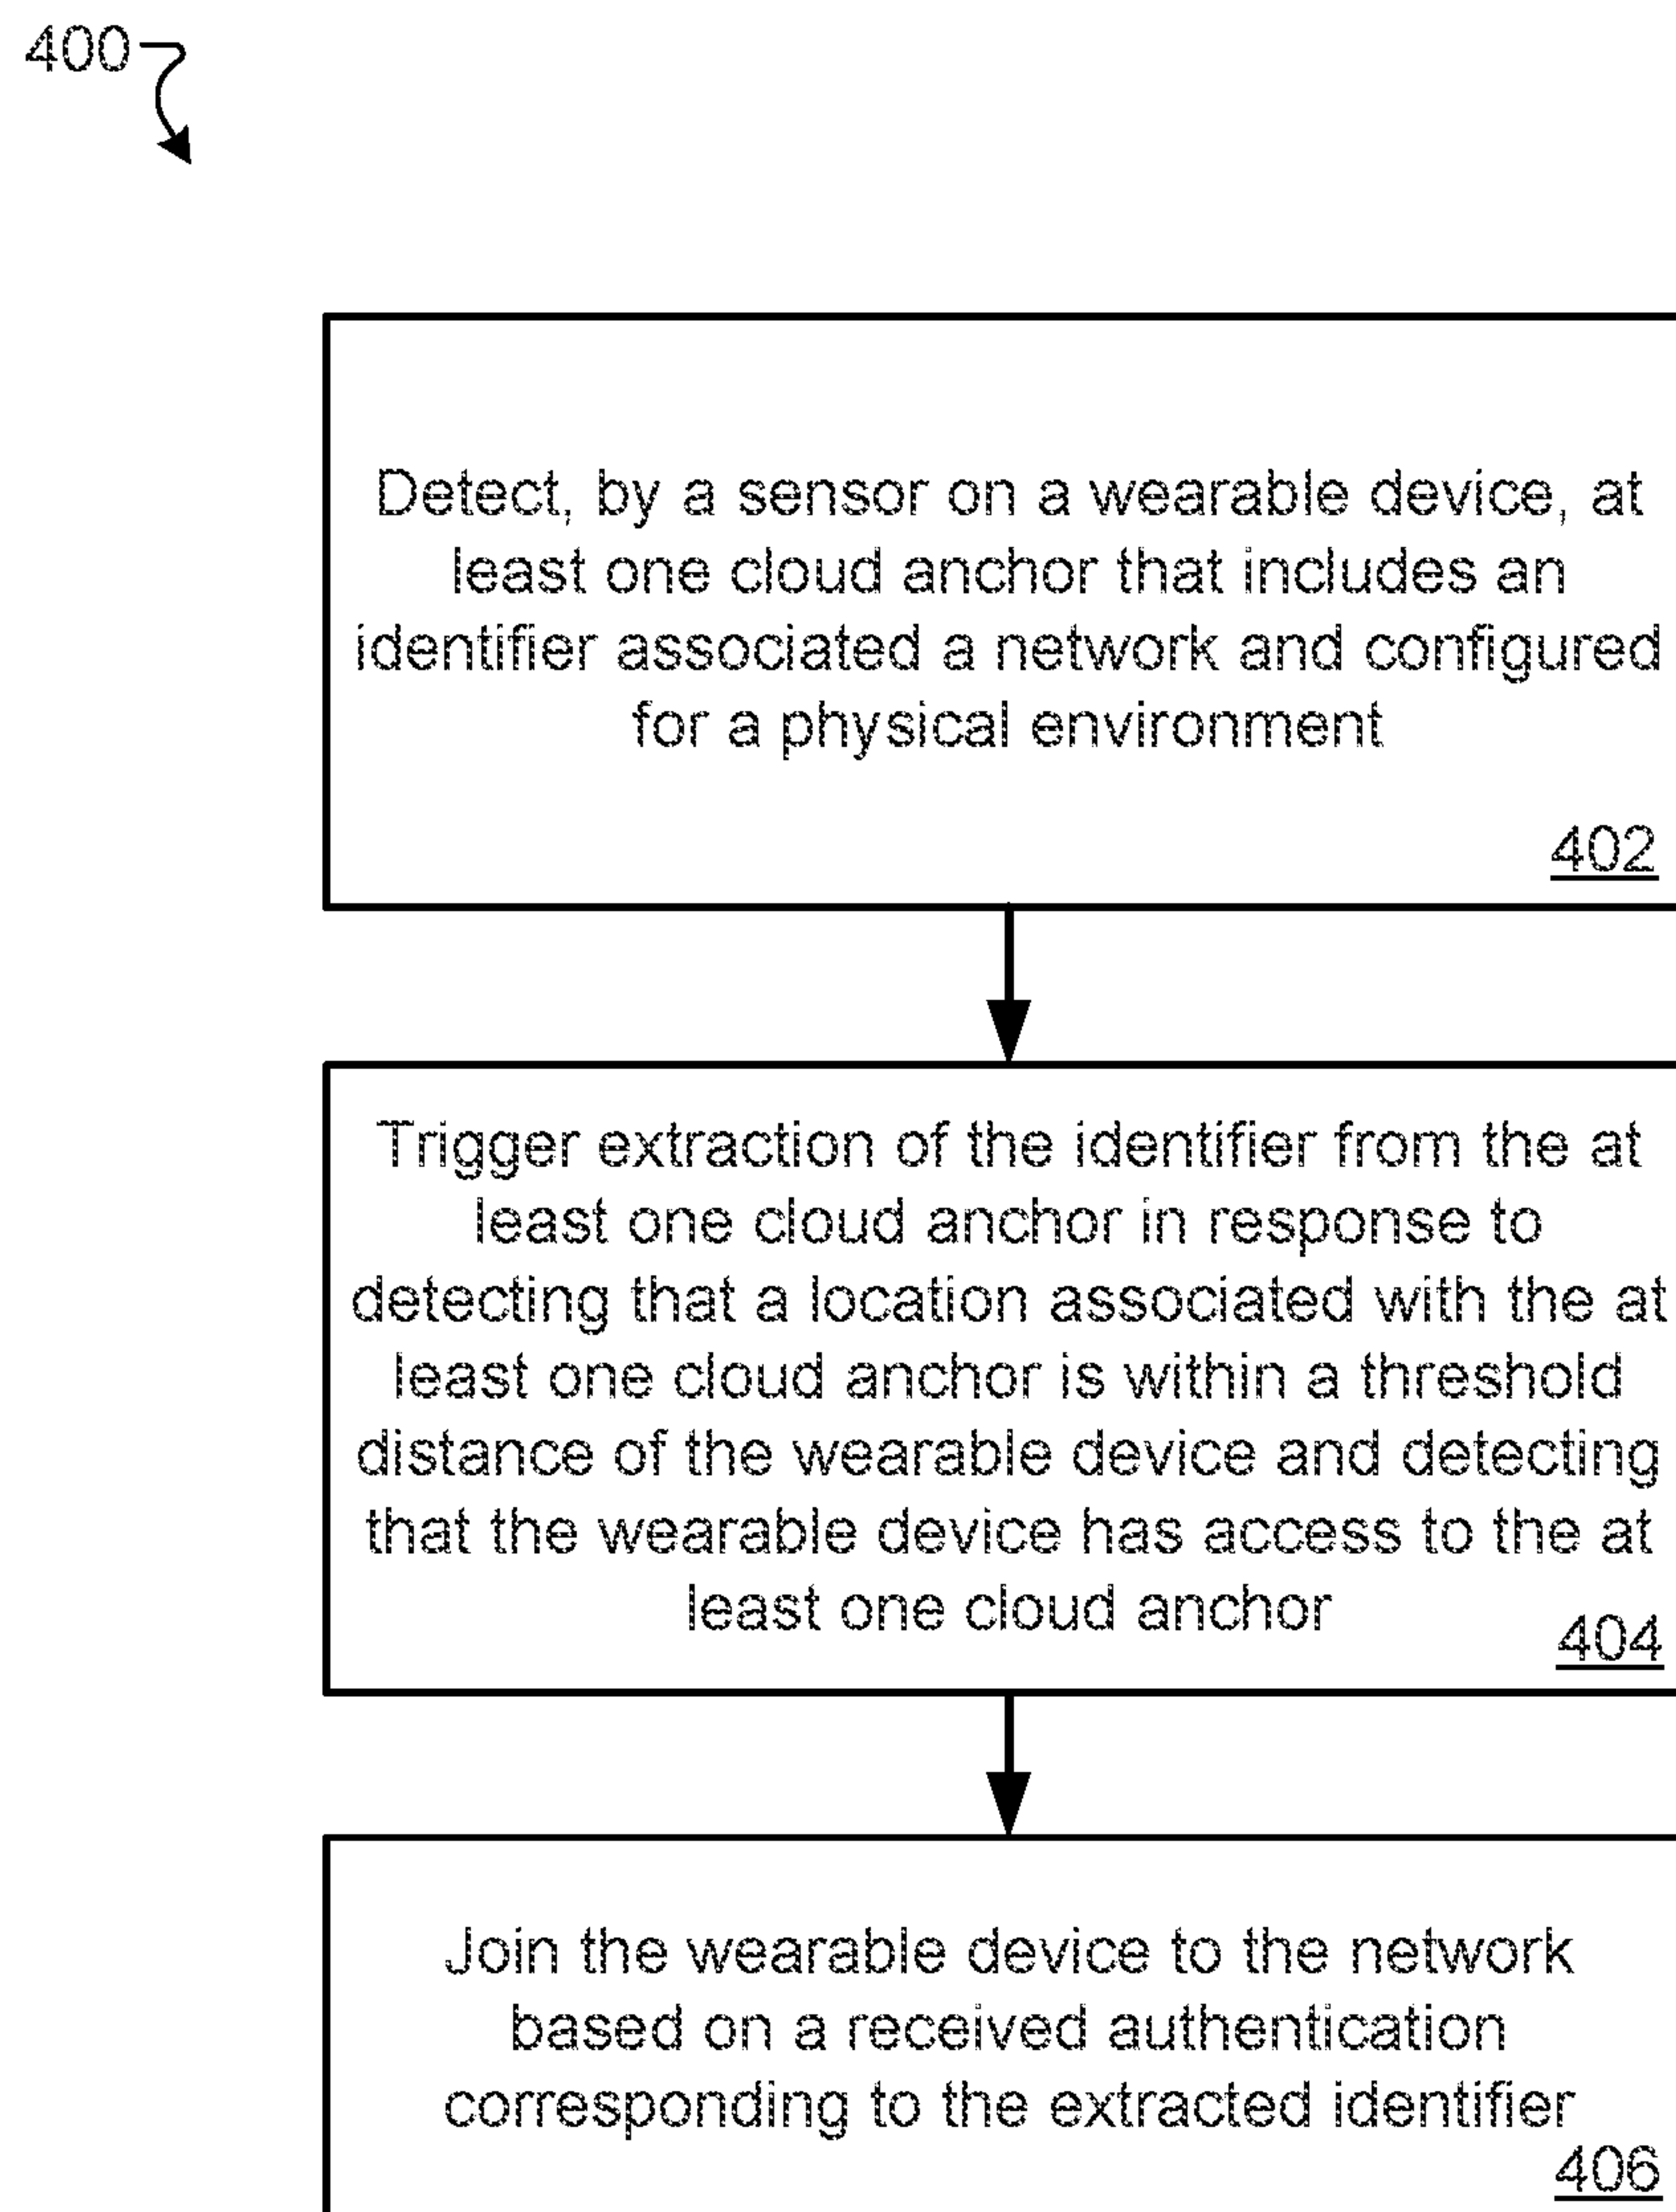 400
Detect, by a sensor on a wearable device, at
least one cloud anchor that includes an
identifier associated a network and configured
for a physical environment
402
Trigger extraction of the identifier from the at
least one cloud anchor in response to
detecting that a location associated with the at
least one cloud anchor is within a threshold
distance of the wearable device and detecting
that the wearable device has access to the at
least one cloud anchor
404
Join the wearable device to the network
based on a received authentication
corresponding to the extracted identifier
406